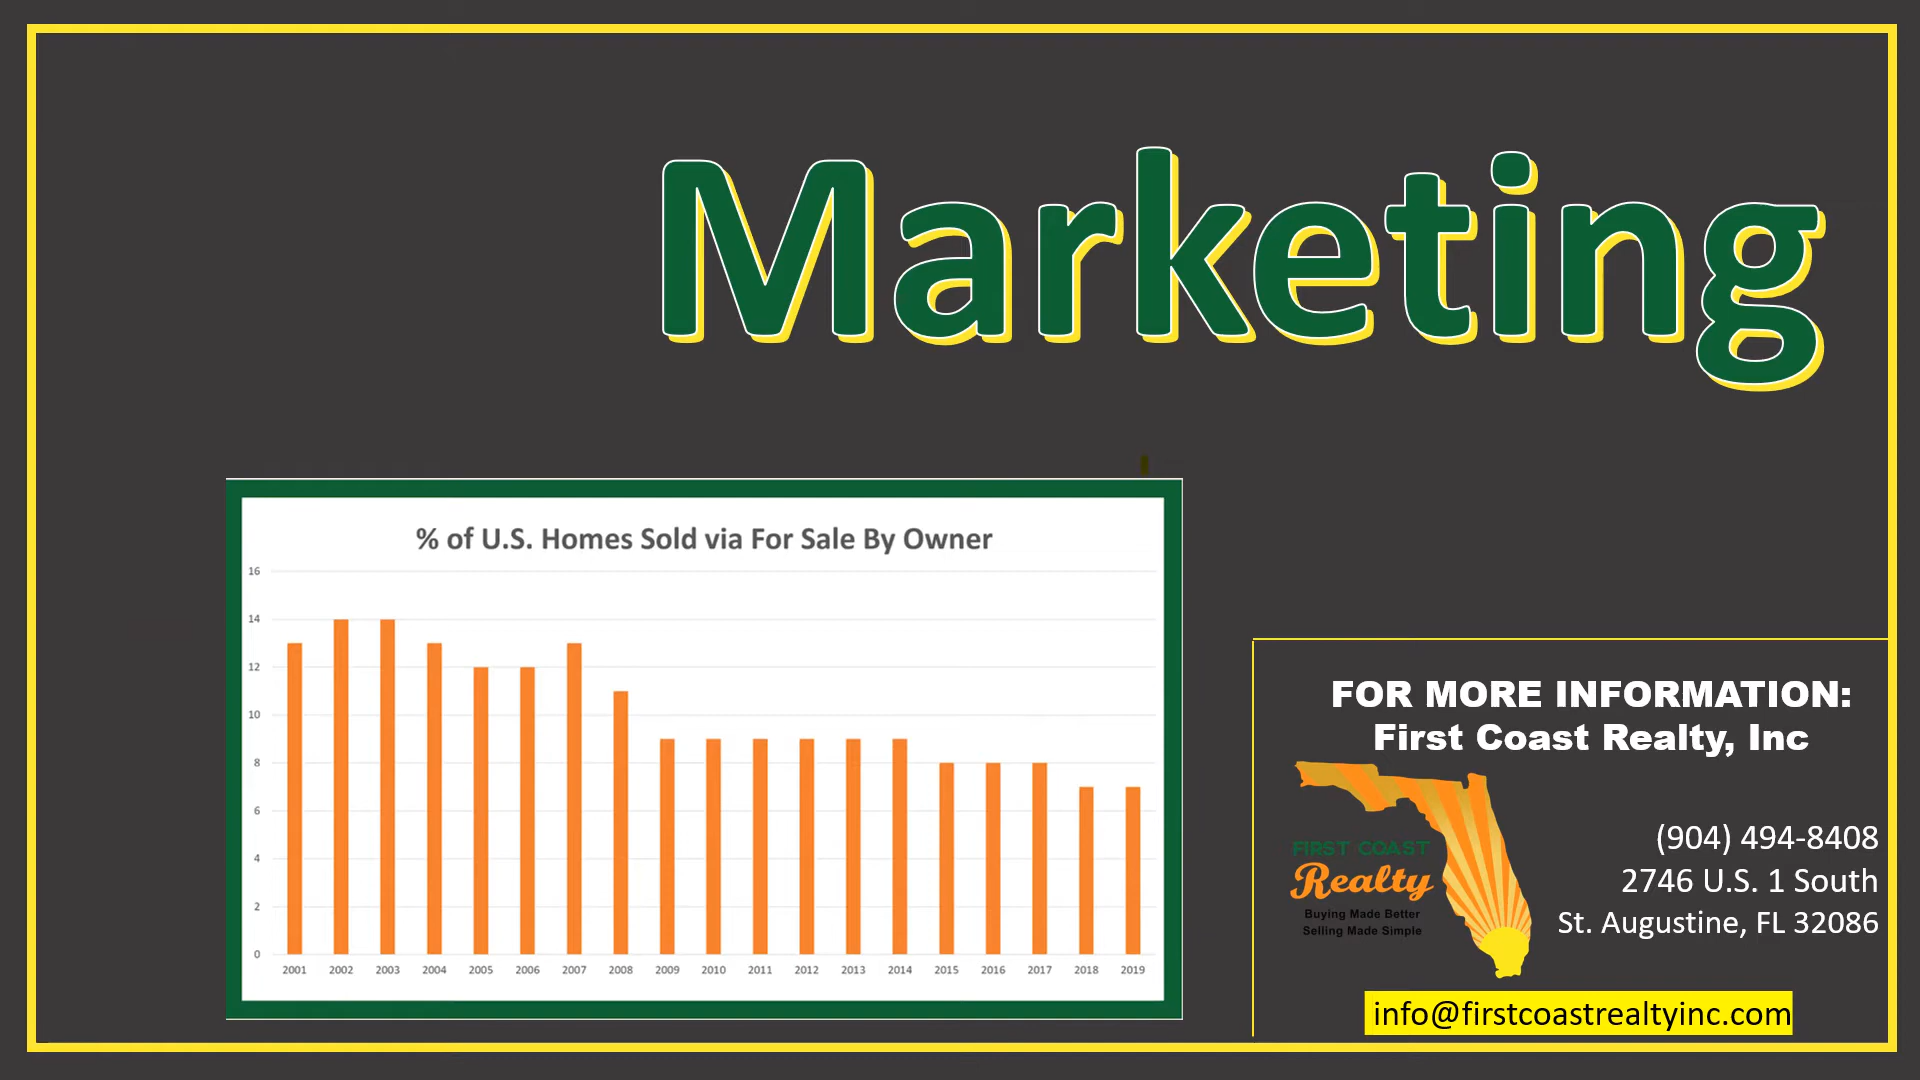 Marketing
% of U.S. Homes Sold via For Sale By Owner
16
14
12
10
8
6
4
2
0
2001 2002 2003 2004 2005 2006 2007 2008 2009 2010 2011 2012 2013 2014 2015 2016 2017 2018 2019
FOR MORE INFORMATION:
First Coast Realty, Inc
FIRST COAST
Realty
Buying Made Better
Selling Made Simple
(904) 494-8408
2746 U.S. 1 South
St. Augustine, FL 32086
info@firstcoastrealtyinc.com